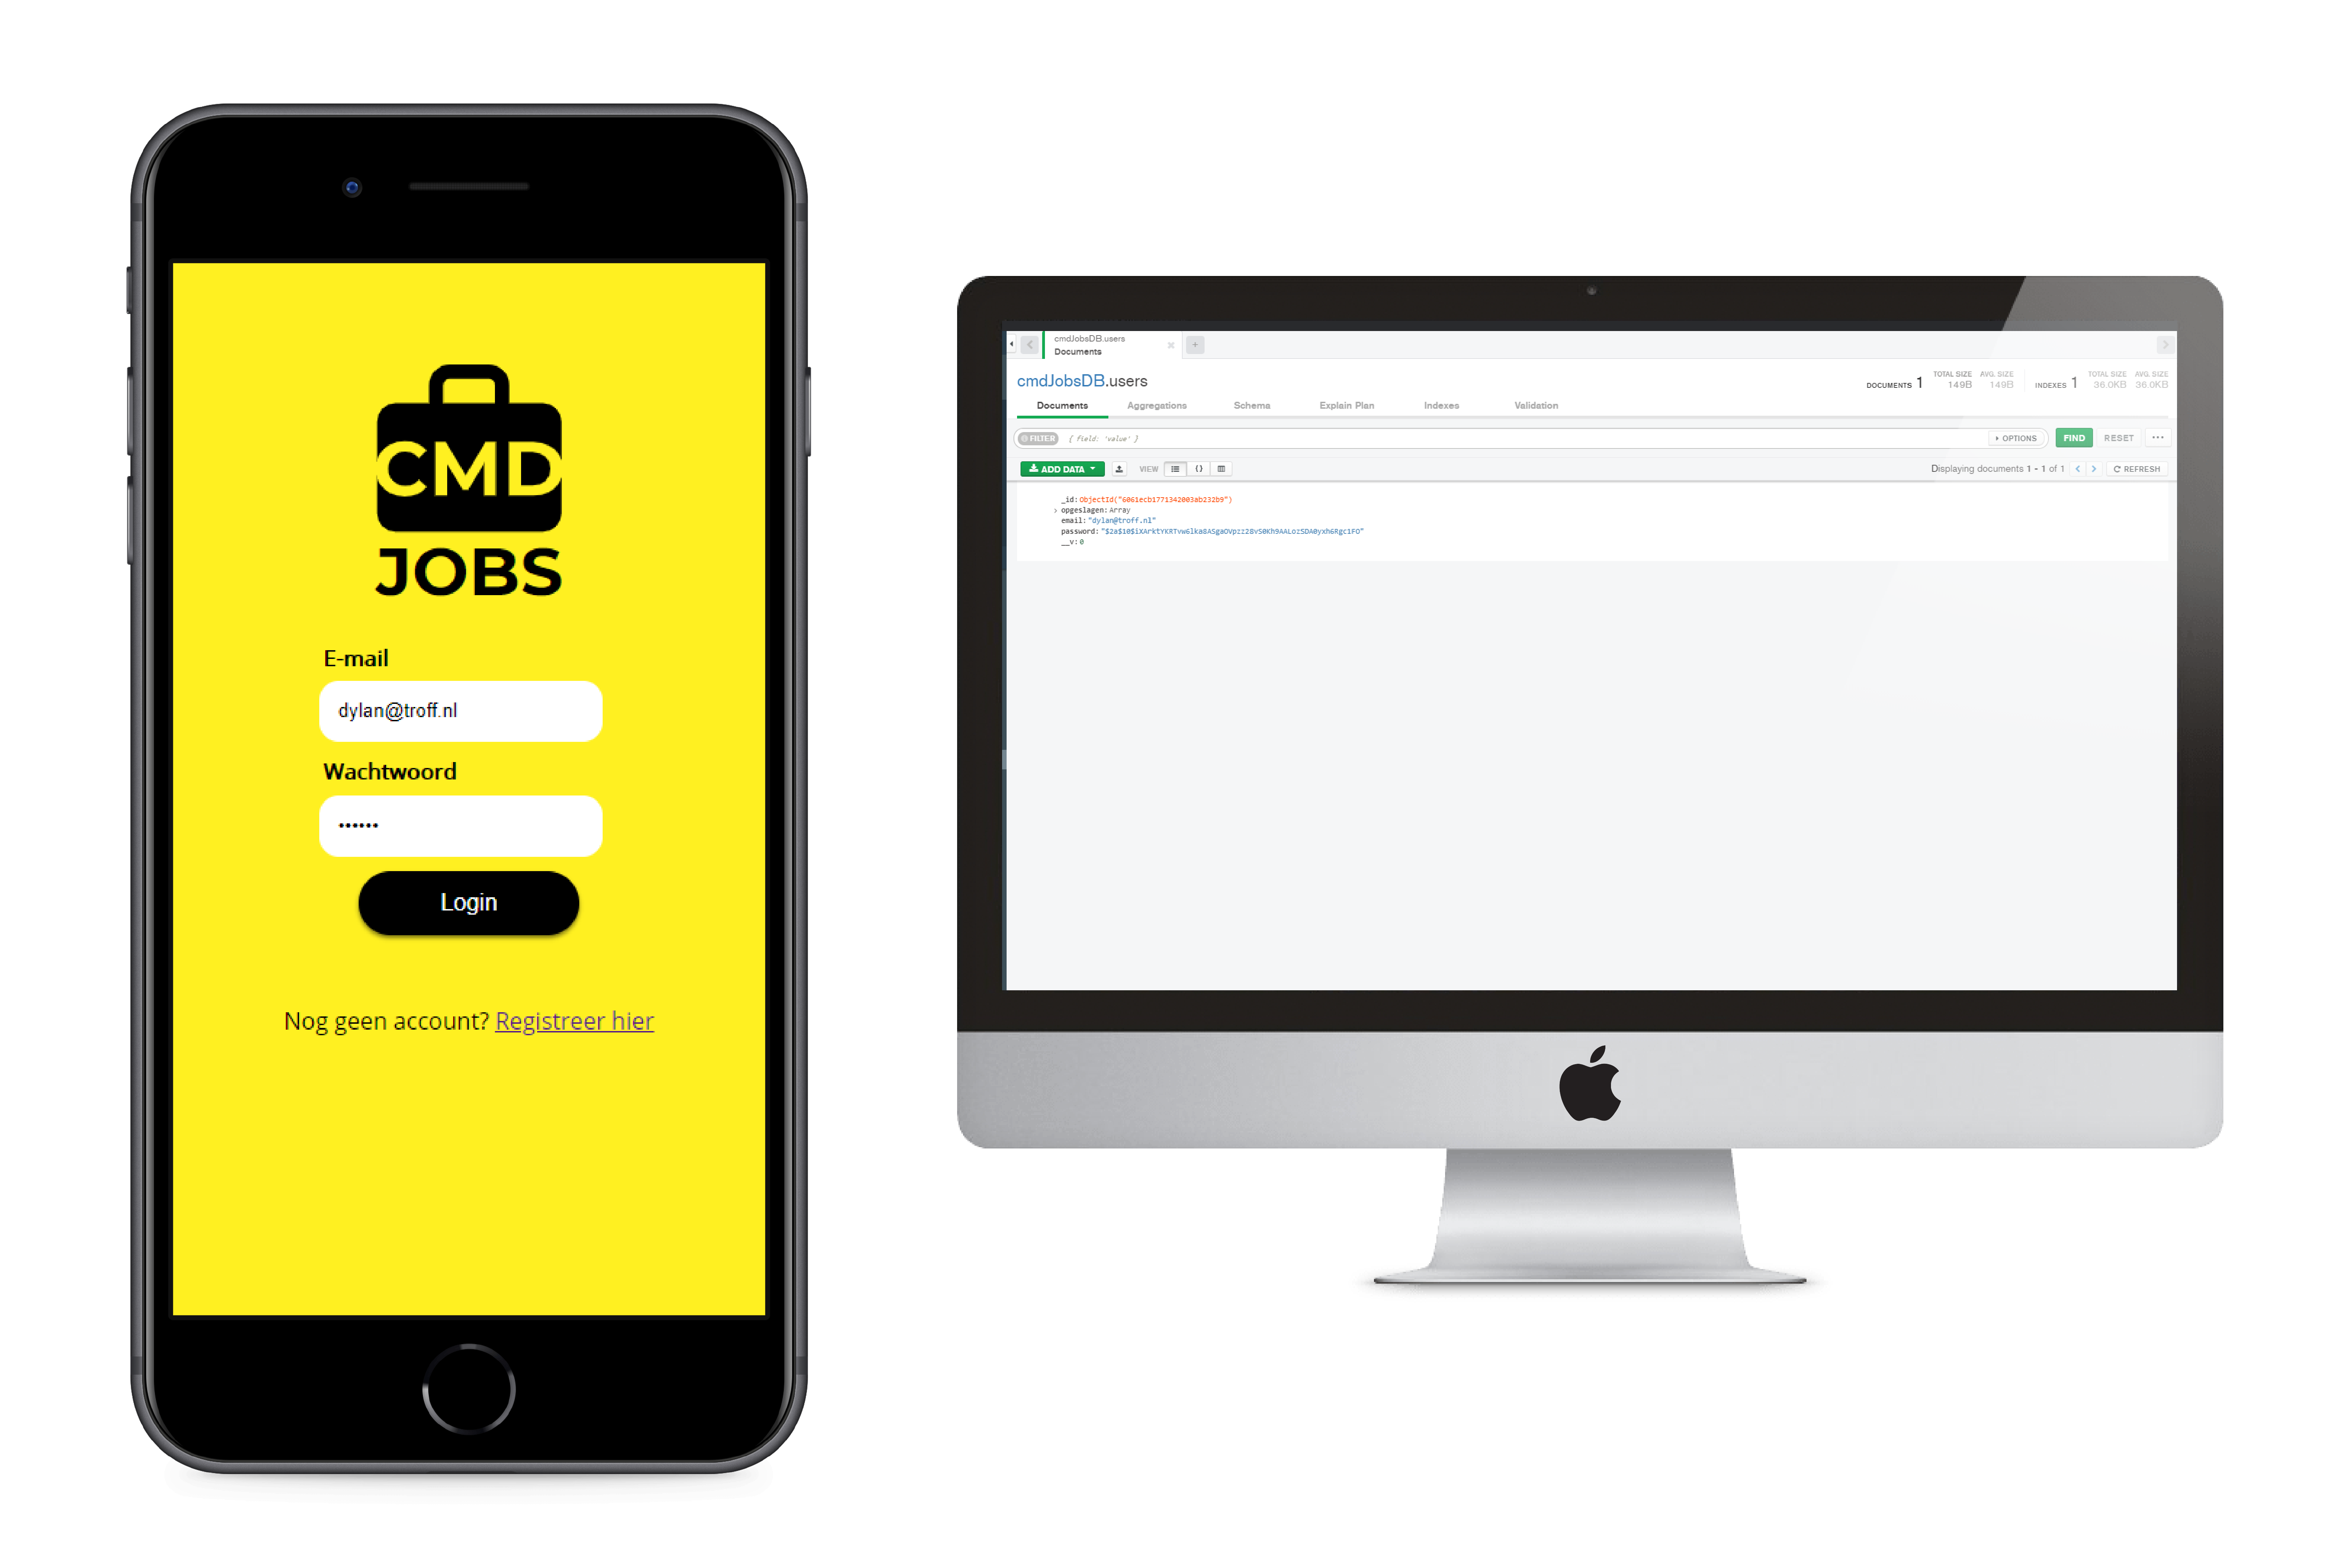 CMD
JOBS
E-mail
dylan@troff.nl
Wachtwoord
••••••
Login
Nog geen account? Registreer hier
cmdJobsDB.users
Documents
cmdJobsDB.users
DOCUMENTS 1 TOTAL SIZE 149B AVG. SIZE 149B INDEXES 1 TOTAL SIZE 36.0KB AVG. SIZE 36.0KB
Documents Aggregations Schema Explain Plan Indexes Validation
FILTER { field: 'value' } OPTIONS FIND RESET ...
ADD DATA VIEW {} Displaying documents 1 - 1 of 1 < > REFRESH
_id: ObjectId("6061ecb1771342003ab232b9")
> opgeslagen: Array
email: "dylan@troff.nl"
password:
__v: 0